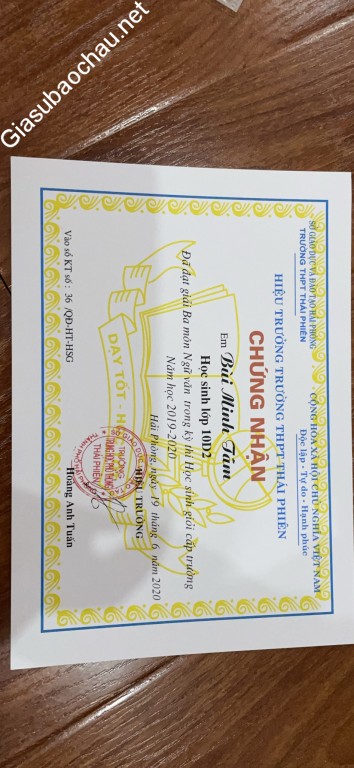 Giasubaochau.net
SỞ GIÁO DỤC VÀ ĐÀO TẠO HẢI PHÒNG
TRƯỜNG THPT THÁI PHIÊN
CỘNG HÒA XÃ HỘI CHỦ NGHĨA VIỆT NAM
Độc lập - Tự do - Hạnh phúc
HIỆU TRƯỞNG TRƯỜNG THPT THÁI PHIÊN
CHỨNG NHẬN
Em Bùi Minh Tâm
Học sinh lớp 10D2
Đã đạt giải Ba môn Ngữ văn trong kỳ thi Học sinh giỏi cấp trường
Năm học 2019-2020
Hải Phòng, ngày 19 tháng 6 năm 2020
HIỆU TRƯỞNG
DẠY TỐT - H
TRƯỜNG
THÁI PHIÊN
Vào sổ KT số : 36 /QĐ-HT-HSG
Hoàng Anh Tuấn